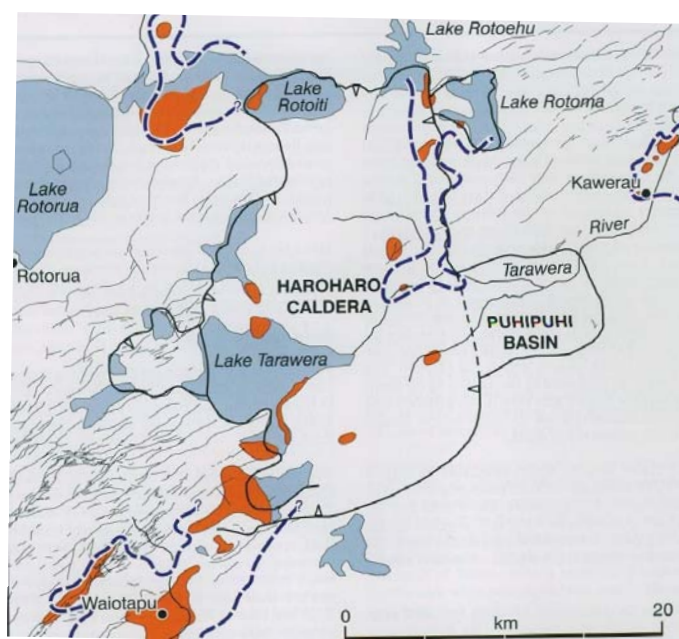 Lake Rotoehu
Lake
Rotoiti
Lake Rotoma
?
Lake
Rotorua
Kawerau
River
Rotorua
Tarawera
HAROHARO
CALDERA
PUHIPUHI
BASIN
Lake Tarawera
?
?
Waiotapu
0
20
km